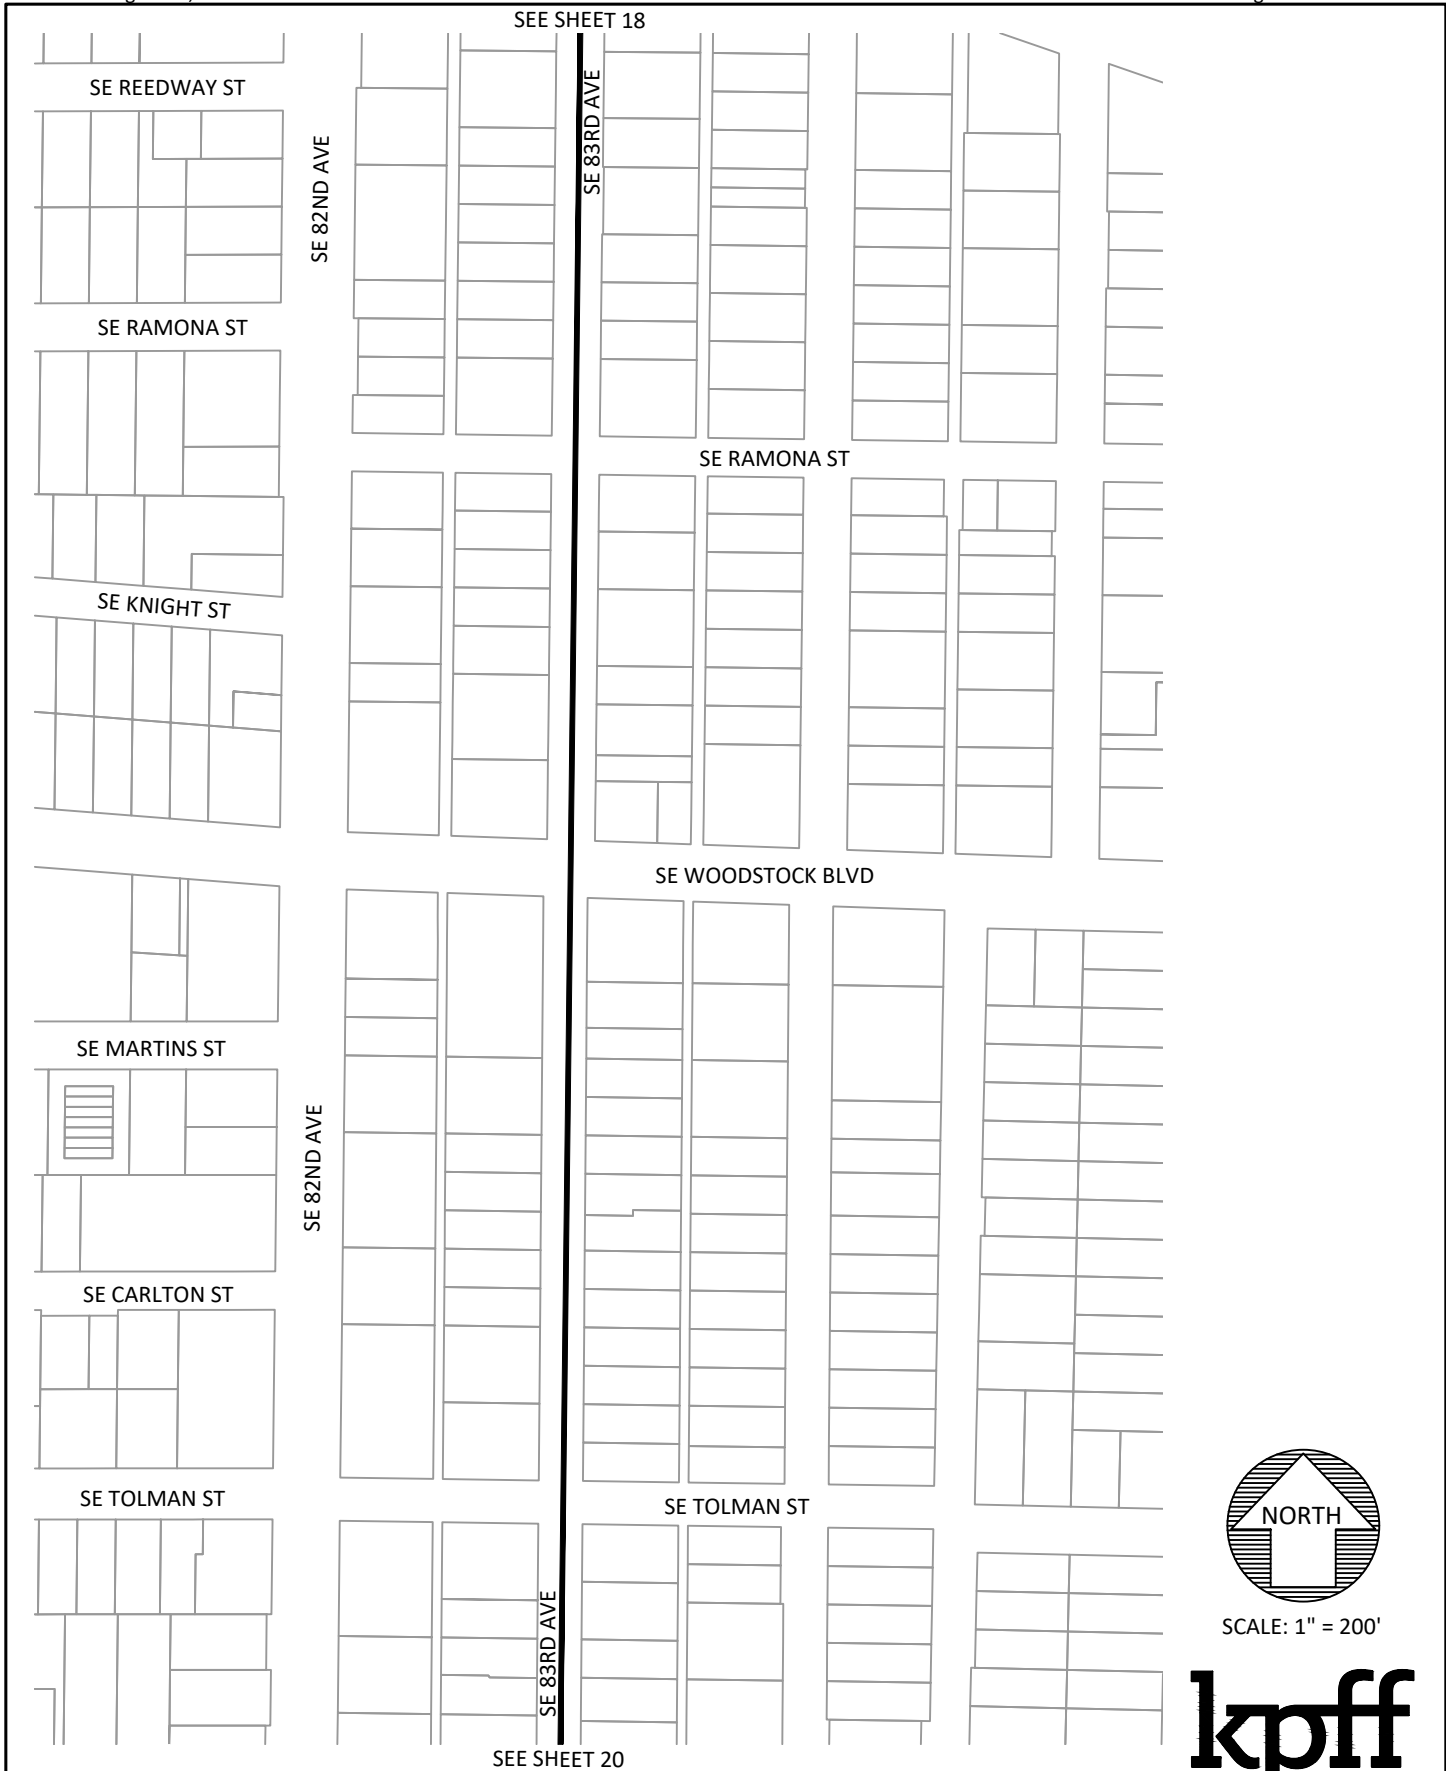 SEE SHEET 18
SE REEDWAY ST
SE 82ND AVE
SE 83RD AVE
SE RAMONA ST
SE RAMONA ST
SE KNIGHT ST
SE WOODSTOCK BLVD
SE MARTINS ST
SE 82ND AVE
SE CARLTON ST
SE TOLMAN ST
SE TOLMAN ST
NORTH
SE 83RD AVE
SCALE: 1" = 200'
kpff
SEE SHEET 20